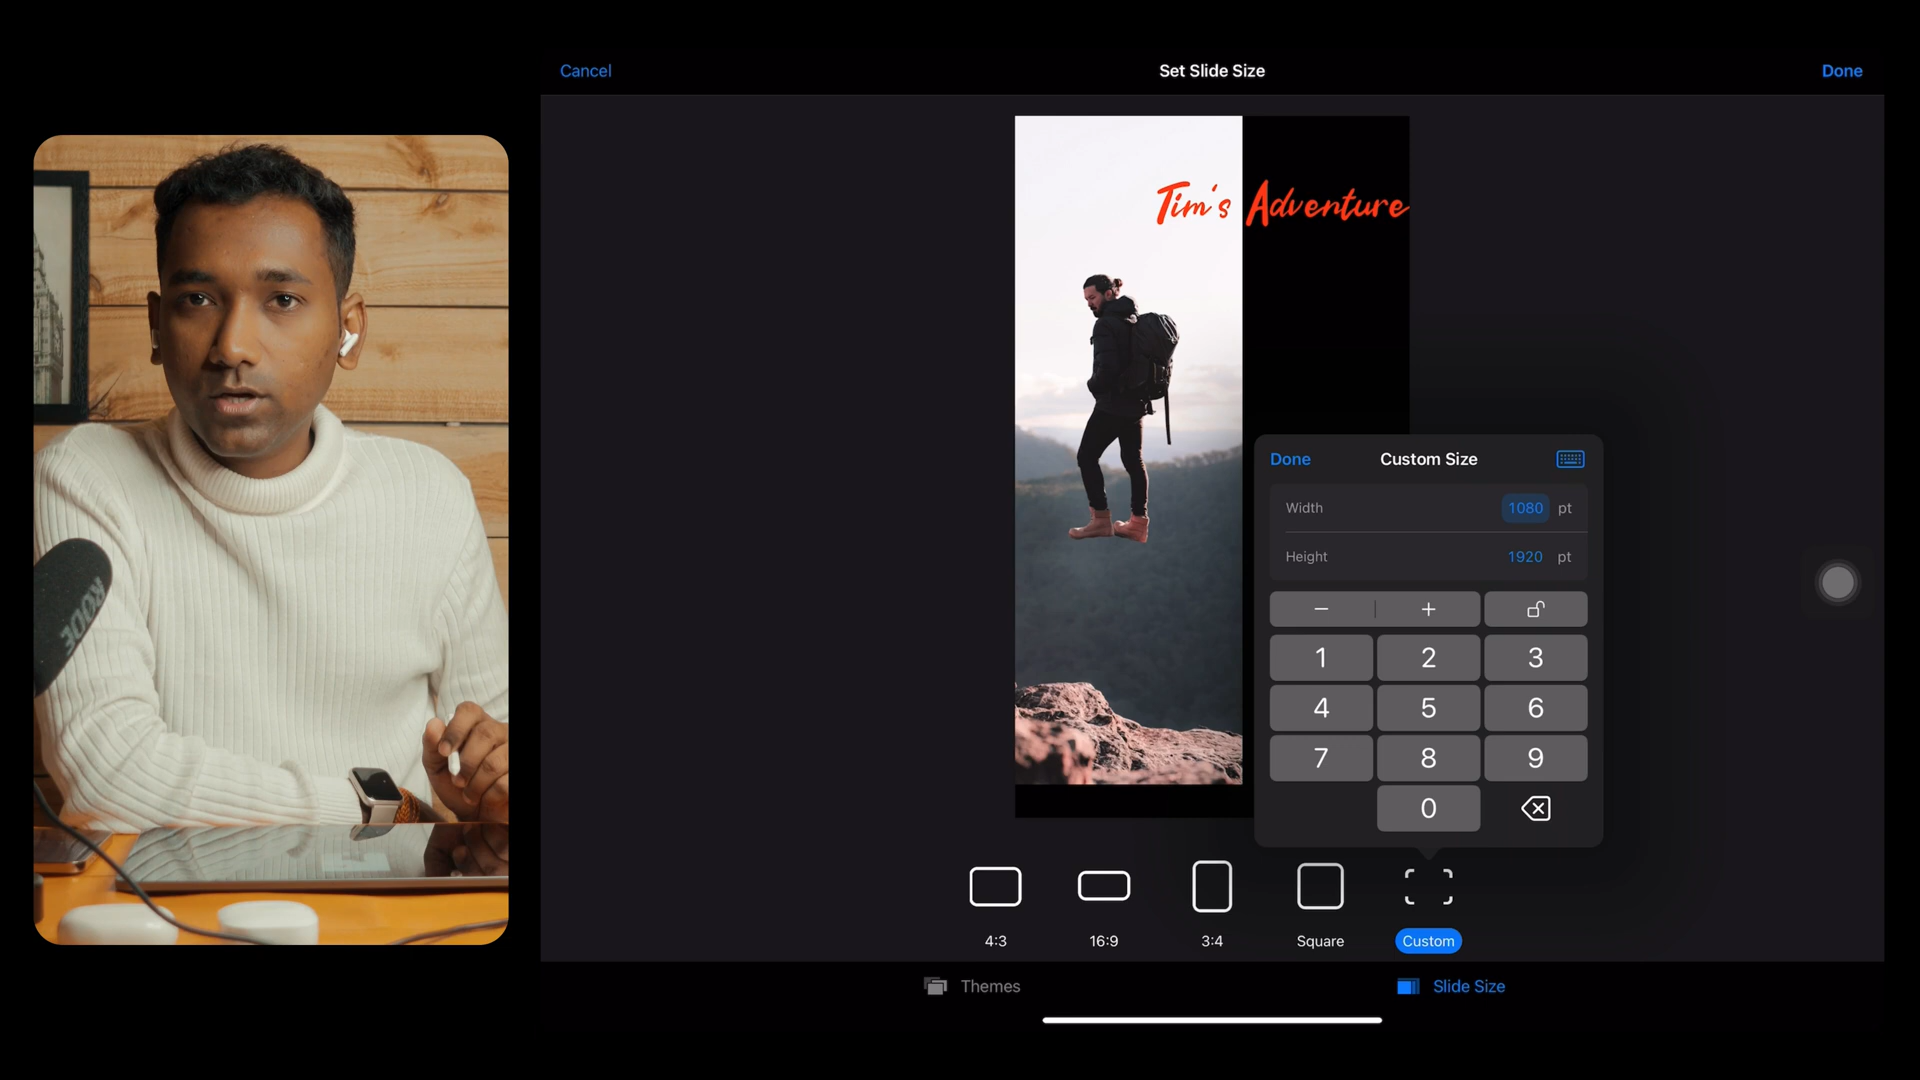 Cancel
Set Slide Size
Done
Tim's Adventure
RODE
Done
Custom Size
Width 1080 pt
Height 1920 pt
− +
1 2 3
4 5 6
7 8 9
0
4:3
16:9
3:4
Square
Custom
Themes
Slide Size